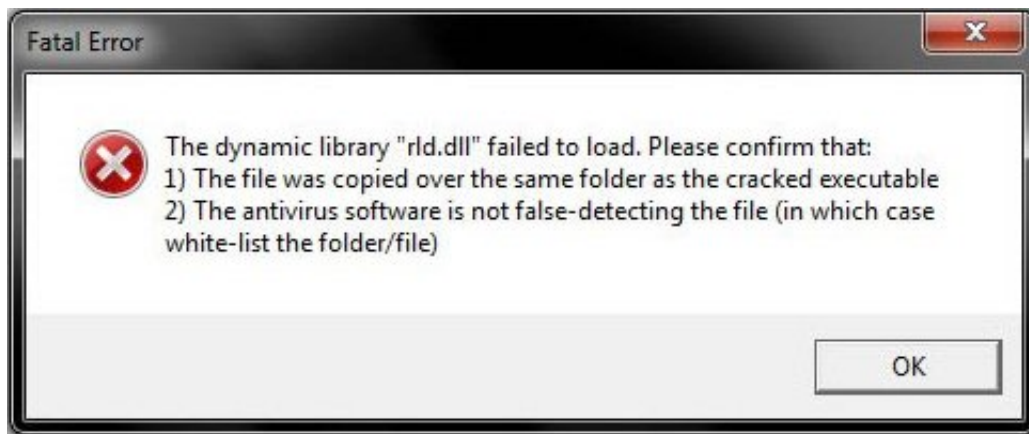 Fatal Error
The dynamic library "rld.dll" failed to load. Please confirm that:
1) The file was copied over the same folder as the cracked executable
2) The antivirus software is not false-detecting the file (in which case
white-list the folder/file)
OK